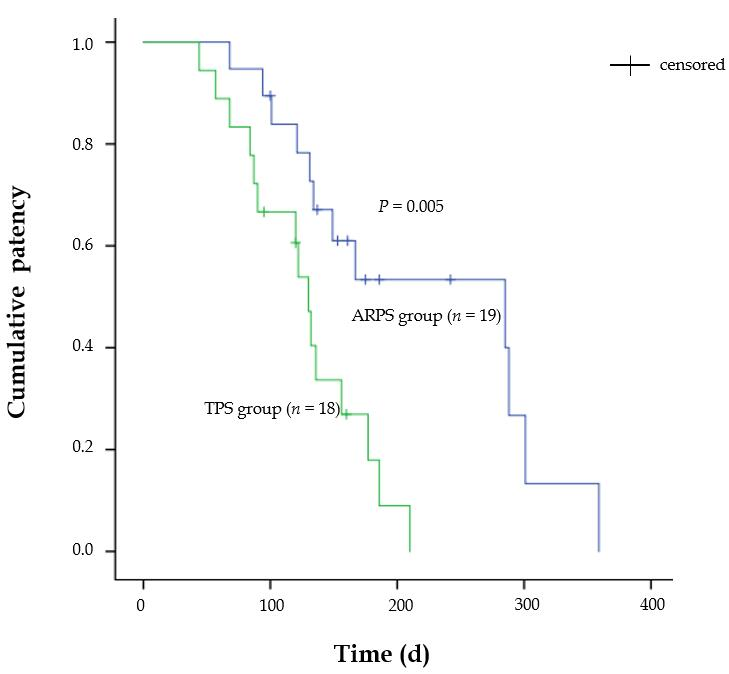 1.0
censored
0.8
P = 0.005
0.6
ARPS group (n = 19)
0.4
TPS group (n = 18)
0.2
0.0
0 100 200 300 400
Time (d)
Cumulative patency